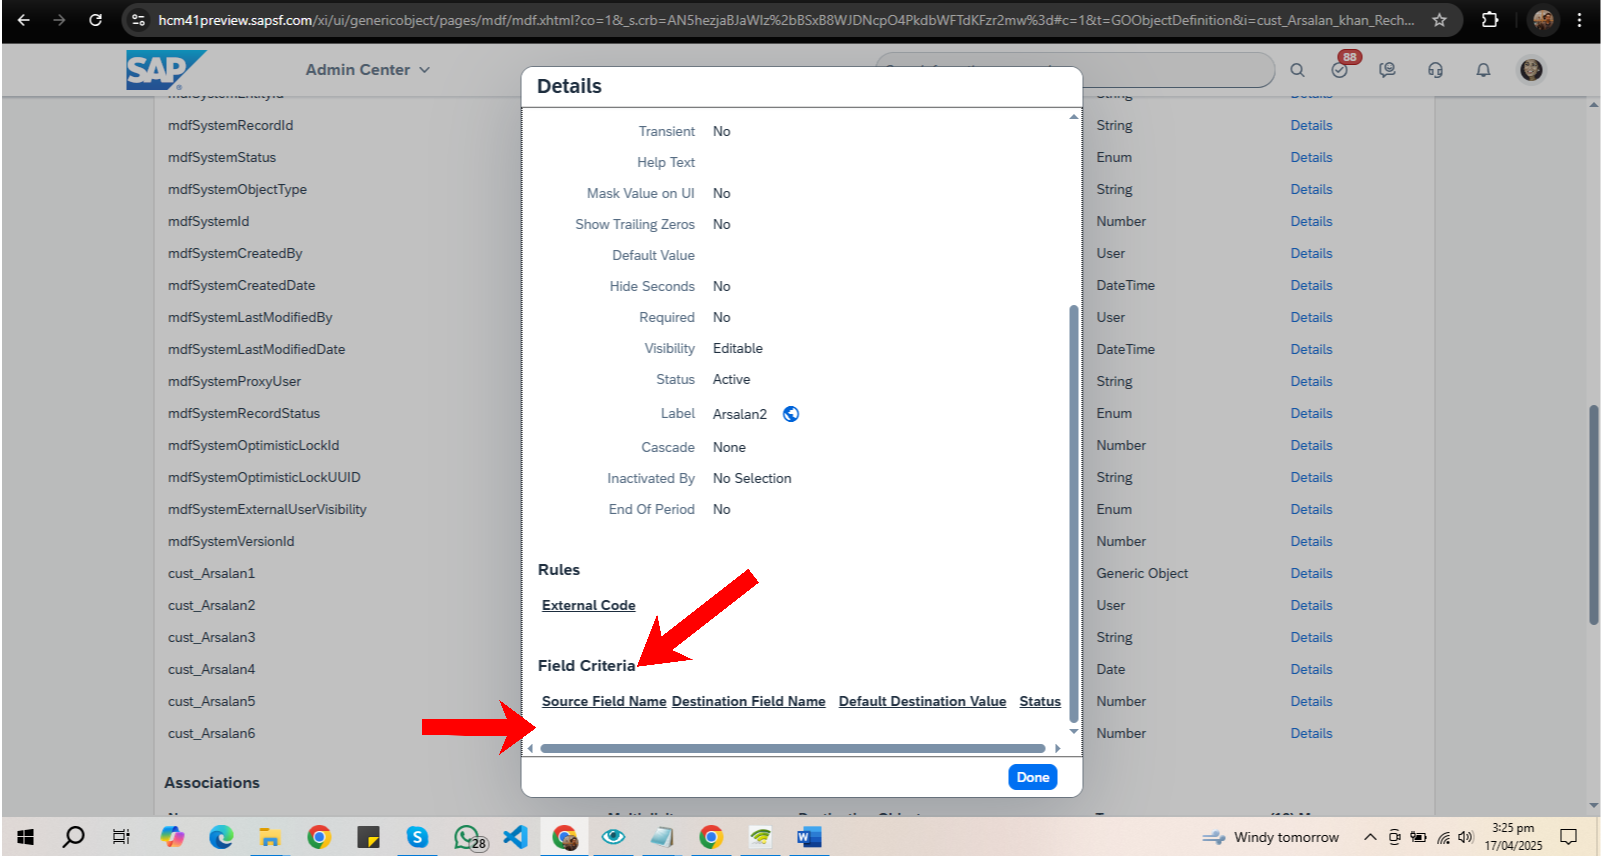 hcm41preview.sapsf.com/xi/ui/genericobject/pages/mdf/mdf.xhtml?co=1&_s.crb=AN5hezjaBJaWIz%2bBSxB8WJDNcpO4PkdbWFTdKFzr2mw%3d#c=1&t=GOObjectDefinition&i=cust_Arsalan_khan_Rech...
SAP
Admin Center
88
Details
mdfSystemEntityId String Details
mdfSystemRecordId String Details
mdfSystemStatus Enum Details
mdfSystemObjectType String Details
mdfSystemId Number Details
mdfSystemCreatedBy User Details
mdfSystemCreatedDate DateTime Details
mdfSystemLastModifiedBy User Details
mdfSystemLastModifiedDate DateTime Details
mdfSystemProxyUser String Details
mdfSystemRecordStatus Enum Details
mdfSystemOptimisticLockId Number Details
mdfSystemOptimisticLockUUID String Details
mdfSystemExternalUserVisibility Enum Details
mdfSystemVersionId Number Details
cust_Arsalan1 Generic Object Details
cust_Arsalan2 User Details
cust_Arsalan3 String Details
cust_Arsalan4 Date Details
cust_Arsalan5 Number Details
cust_Arsalan6 Number Details
Associations
Transient No
Help Text
Mask Value on UI No
Show Trailing Zeros No
Default Value
Hide Seconds No
Required No
Visibility Editable
Status Active
Label Arsalan2
Cascade None
Inactivated By No Selection
End Of Period No
Rules
External Code
Field Criteria
Source Field Name Destination Field Name Default Destination Value Status
Done
28
Windy tomorrow
3:25 pm
17/04/2025